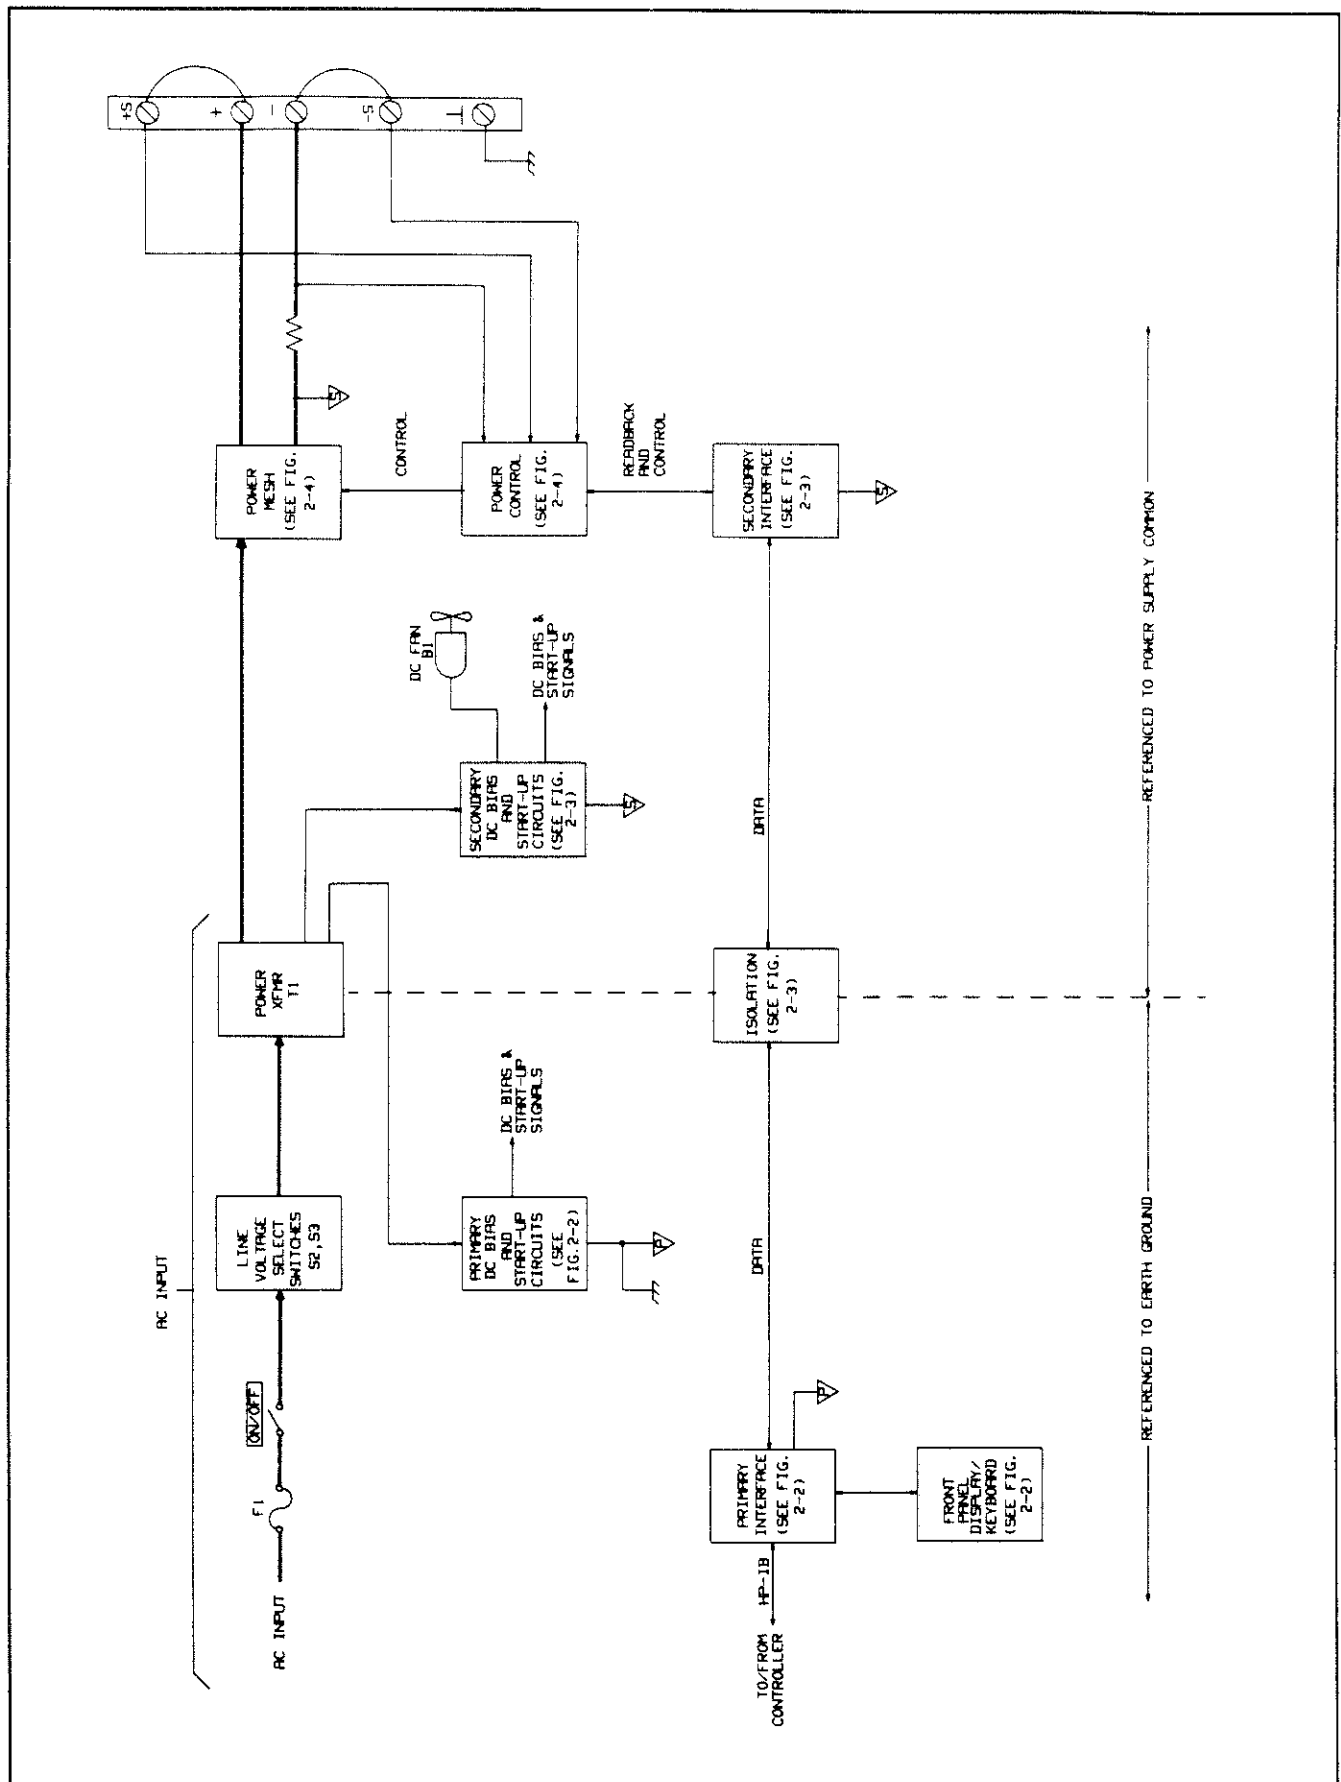 AC INPUT
AC INPUT
F1
ON/OFF
LINE
VOLTAGE
SELECT
SWITCHES
S2,S3
POWER
XFMR
T1
POWER
MESH
(SEE FIG.
2-4)
+S
+
-
S-
CONTROL
PRIMARY
DC BIAS
AND
START-UP
CIRCUITS
(SEE
FIG.2-2)
P
DC BIAS &
START-UP
SIGNALS
SECONDARY
DC BIAS
AND
START-UP
CIRCUITS
(SEE FIG.
2-3)
S
DC FAN
B1
DC BIAS &
START-UP
SIGNALS
S
POWER
CONTROL
(SEE FIG.
2-4)
READBACK
AND
CONTROL
TO/FROM
CONTROLLER
HP-IB
PRIMARY
INTERFACE
(SEE FIG.
2-2)
P
DATA
ISOLATION
(SEE FIG.
2-3)
DATA
SECONDARY
INTERFACE
(SEE FIG.
2-3)
S
FRONT
PANEL
DISPLAY/
KEYBOARD
(SEE FIG.
2-2)
REFERENCED TO EARTH GROUND
REFERENCED TO POWER SUPPLY COMMON